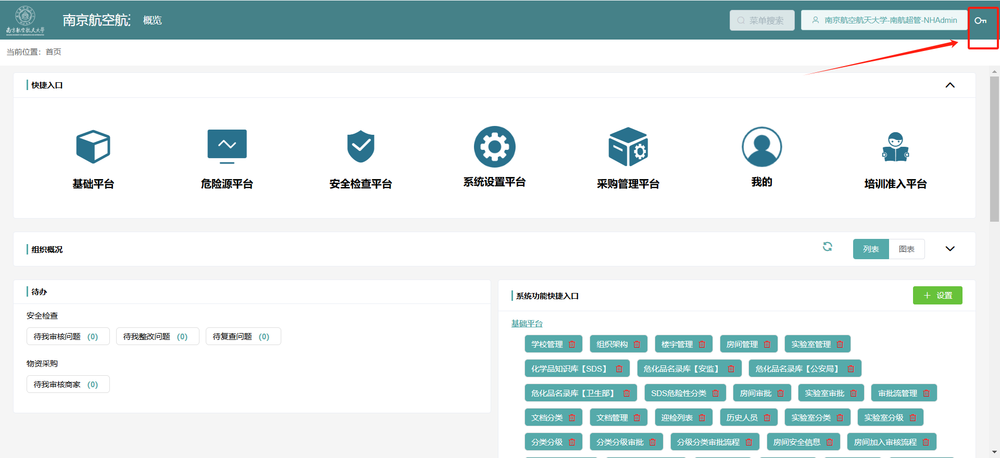 南京航空航天大學
南京航空航
概览
菜单搜索
南京航空航天大学-南航超管-NHAdmin
当前位置：首页
快捷入口
基础平台
危险源平台
安全检查平台
系统设置平台
采购管理平台
我的
培训准入平台
组织概况
列表
图表
待办
安全检查
待我审核问题 (0)
待我整改问题 (0)
待复查问题 (0)
物资采购
待我审核商家 (0)
系统功能快捷入口
设置
基础平台
学校管理
组织架构
楼宇管理
房间管理
实验室管理
化学品知识库【SDS】
危化品名录库【安监】
危化品名录库【公安局】
危化品名录库【卫生部】
SDS危险性分类
房间审批
实验室审批
审批流管理
文档分类
文档管理
迎检列表
历史人员
实验室分类
实验室分级
分类分级
分类分级审批
分级分类审批流程
房间安全信息
房间加入审核流程